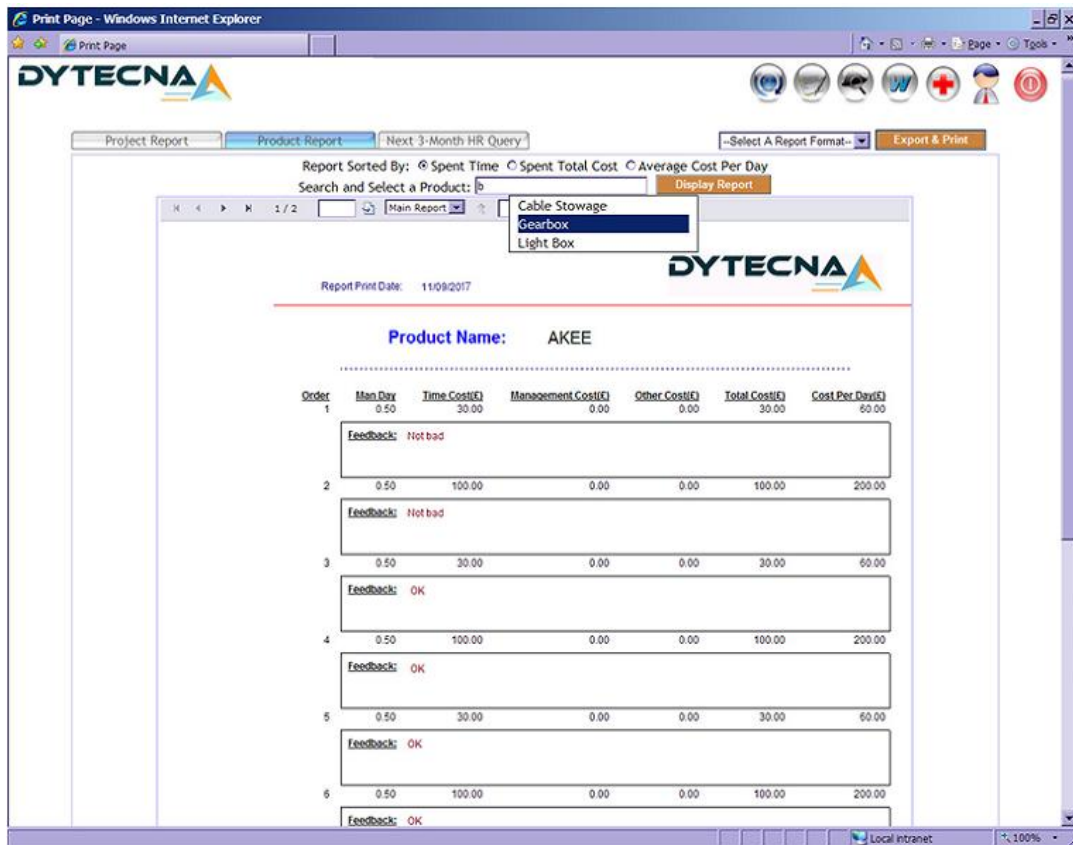 Print Page - Windows Internet Explorer
Print Page
Page Tools
DYTECNA
W
Project Report Product Report Next 3-Month HR Query --Select A Report Format-- Export & Print
Report Sorted By: Spent Time Spent Total Cost Average Cost Per Day
Search and Select a Product: b Display Report
1 / 2 Main Report
Cable Stowage
Gearbox
Light Box
DYTECNA
Report Print Date: 11/09/2017
Product Name: AKEE
Order Man Day Time Cost(£) Management Cost(£) Other Cost(£) Total Cost(£) Cost Per Day(£)
1 0.50 30.00 0.00 0.00 30.00 60.00
Feedback: Not bad
2 0.50 100.00 0.00 0.00 100.00 200.00
Feedback: Not bad
3 0.50 30.00 0.00 0.00 30.00 60.00
Feedback: OK
4 0.50 100.00 0.00 0.00 100.00 200.00
Feedback: OK
5 0.50 30.00 0.00 0.00 30.00 60.00
Feedback: OK
6 0.50 100.00 0.00 0.00 100.00 200.00
Feedback: OK
Local intranet 100%